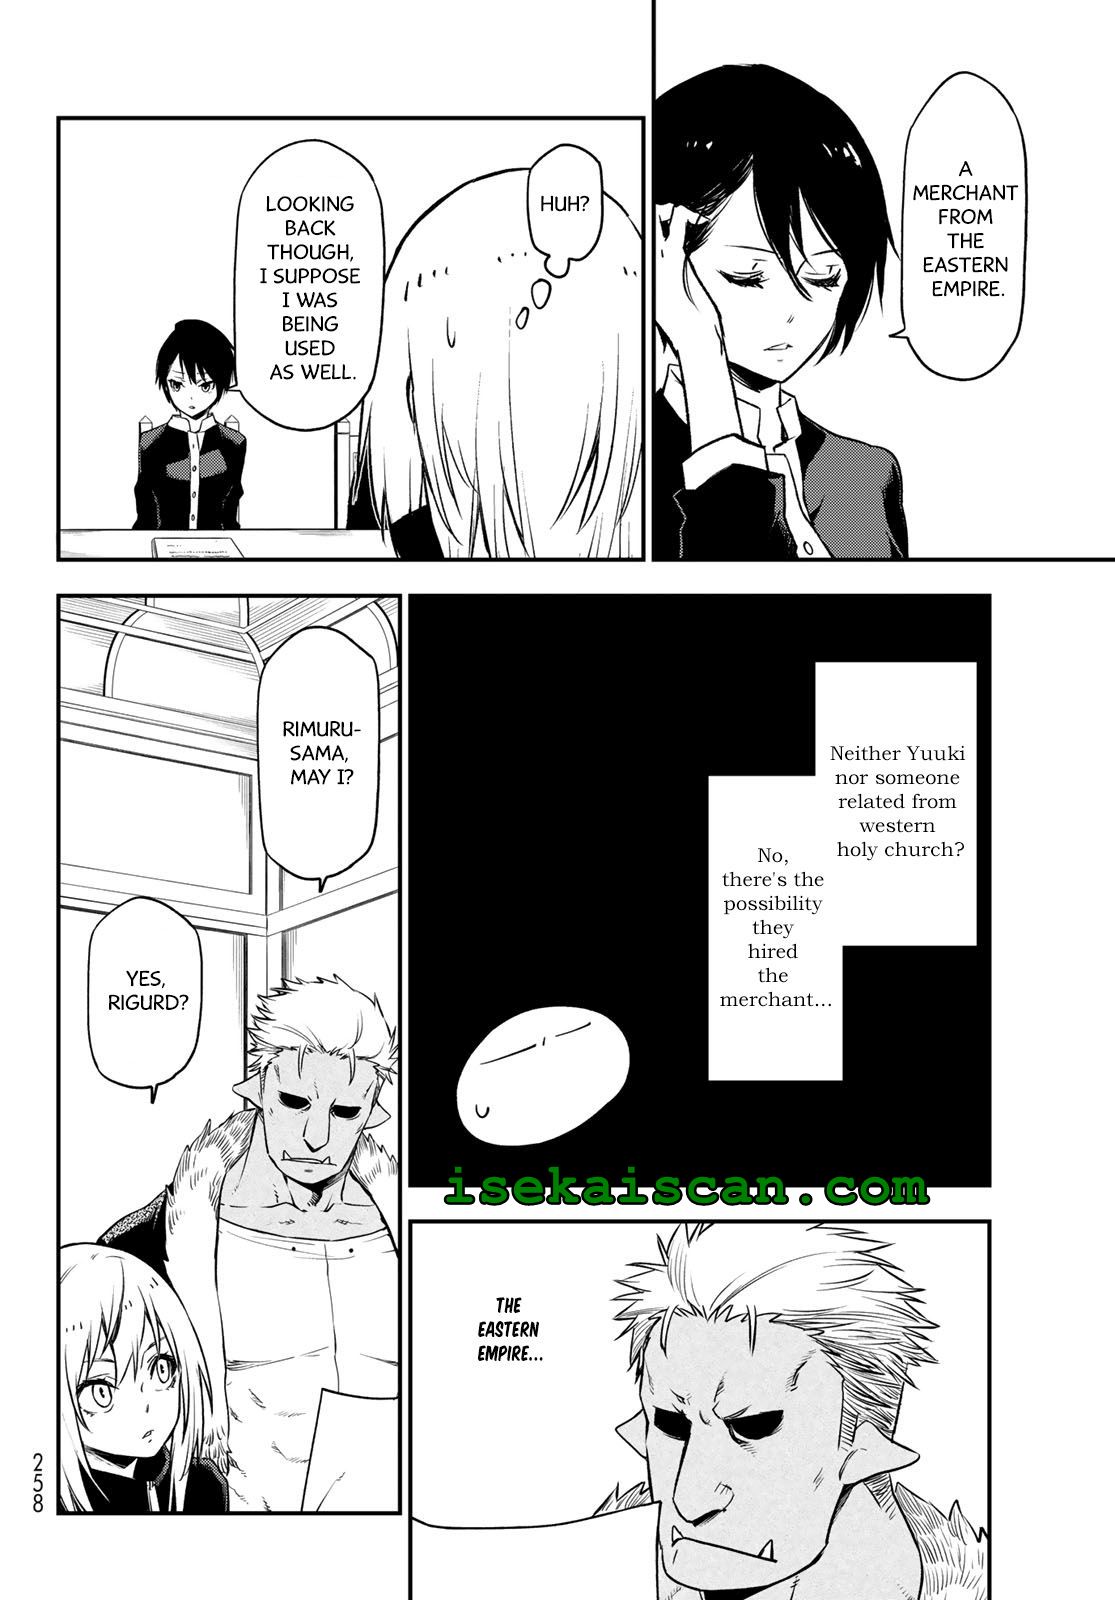 A
MERCHANT
FROM
THE
EASTERN
EMPIRE.
HUH?
LOOKING
BACK
THOUGH,
I SUPPOSE
I WAS
BEING
USED
AS WELL.
Neither Yuuki
nor someone
related from
western
holy church?
No,
there's the
possibility
they
hired
the
merchant...
isekaiscan.com
RIMURU-
SAMA,
MAY I?
YES,
RIGURD?
THE
EASTERN
EMPIRE...
258